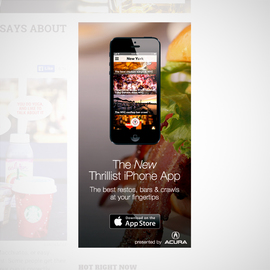 SAYS ABOUT
New York
The New
Thrillist iPhone App
The best restos, bars & crawls
at your fingertips
Download on the
App Store
presented by ACURA
HOT RIGHT NOW